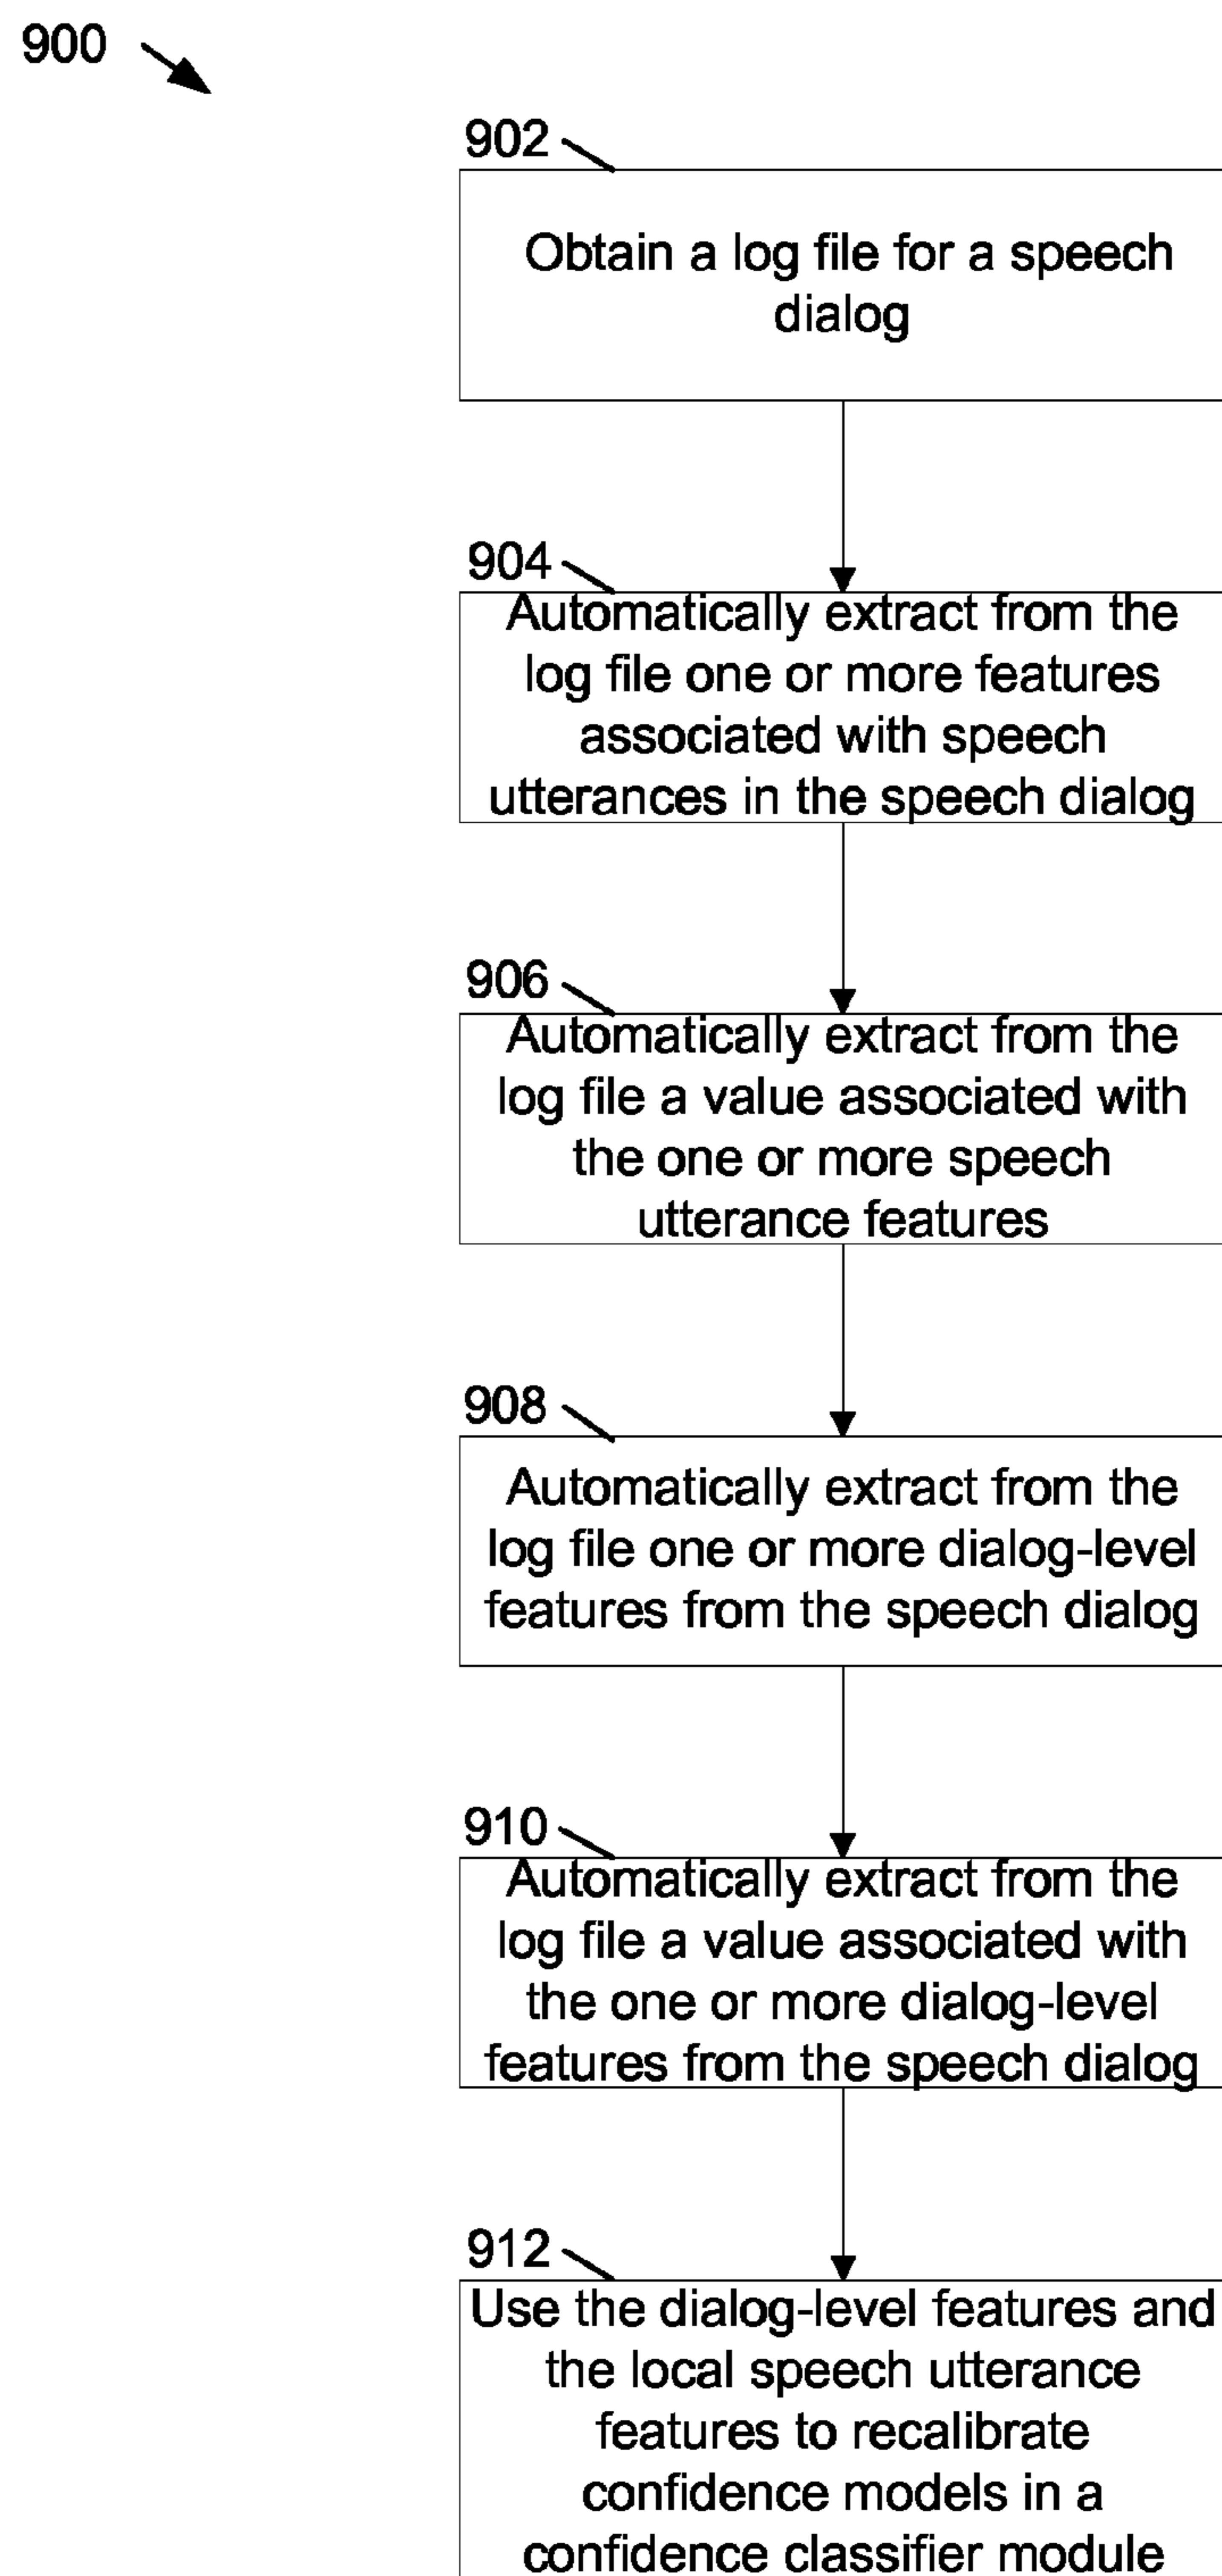 900
902
Obtain a log file for a speech
dialog
904
Automatically extract from the
log file one or more features
associated with speech
utterances in the speech dialog
906
Automatically extract from the
log file a value associated with
the one or more speech
utterance features
908
Automatically extract from the
log file one or more dialog-level
features from the speech dialog
910
Automatically extract from the
log file a value associated with
the one or more dialog-level
features from the speech dialog
912
Use the dialog-level features and
the local speech utterance
features to recalibrate
confidence models in a
confidence classifier module